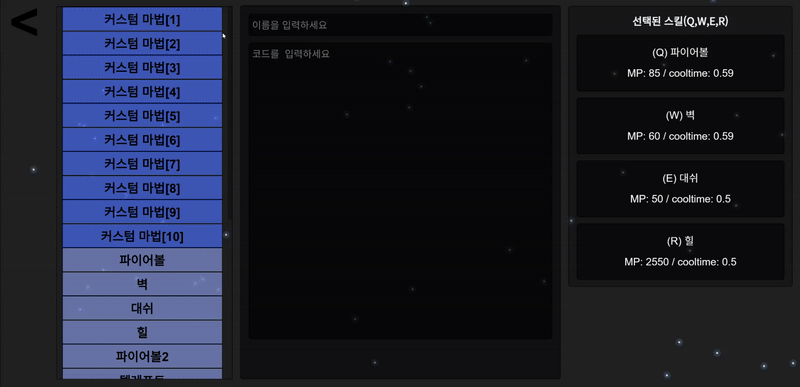 <
커스텀 마법[1]
커스텀 마법[2]
커스텀 마법[3]
커스텀 마법[4]
커스텀 마법[5]
커스텀 마법[6]
커스텀 마법[7]
커스텀 마법[8]
커스텀 마법[9]
커스텀 마법[10]
파이어볼
벽
대쉬
힐
파이어볼2
텔레포트
이름을 입력하세요
코드를 입력하세요
선택된 스킬(Q,W,E,R)
(Q) 파이어볼
MP: 85 / cooltime: 0.59
(W) 벽
MP: 60 / cooltime: 0.59
(E) 대쉬
MP: 50 / cooltime: 0.5
(R) 힐
MP: 2550 / cooltime: 0.5